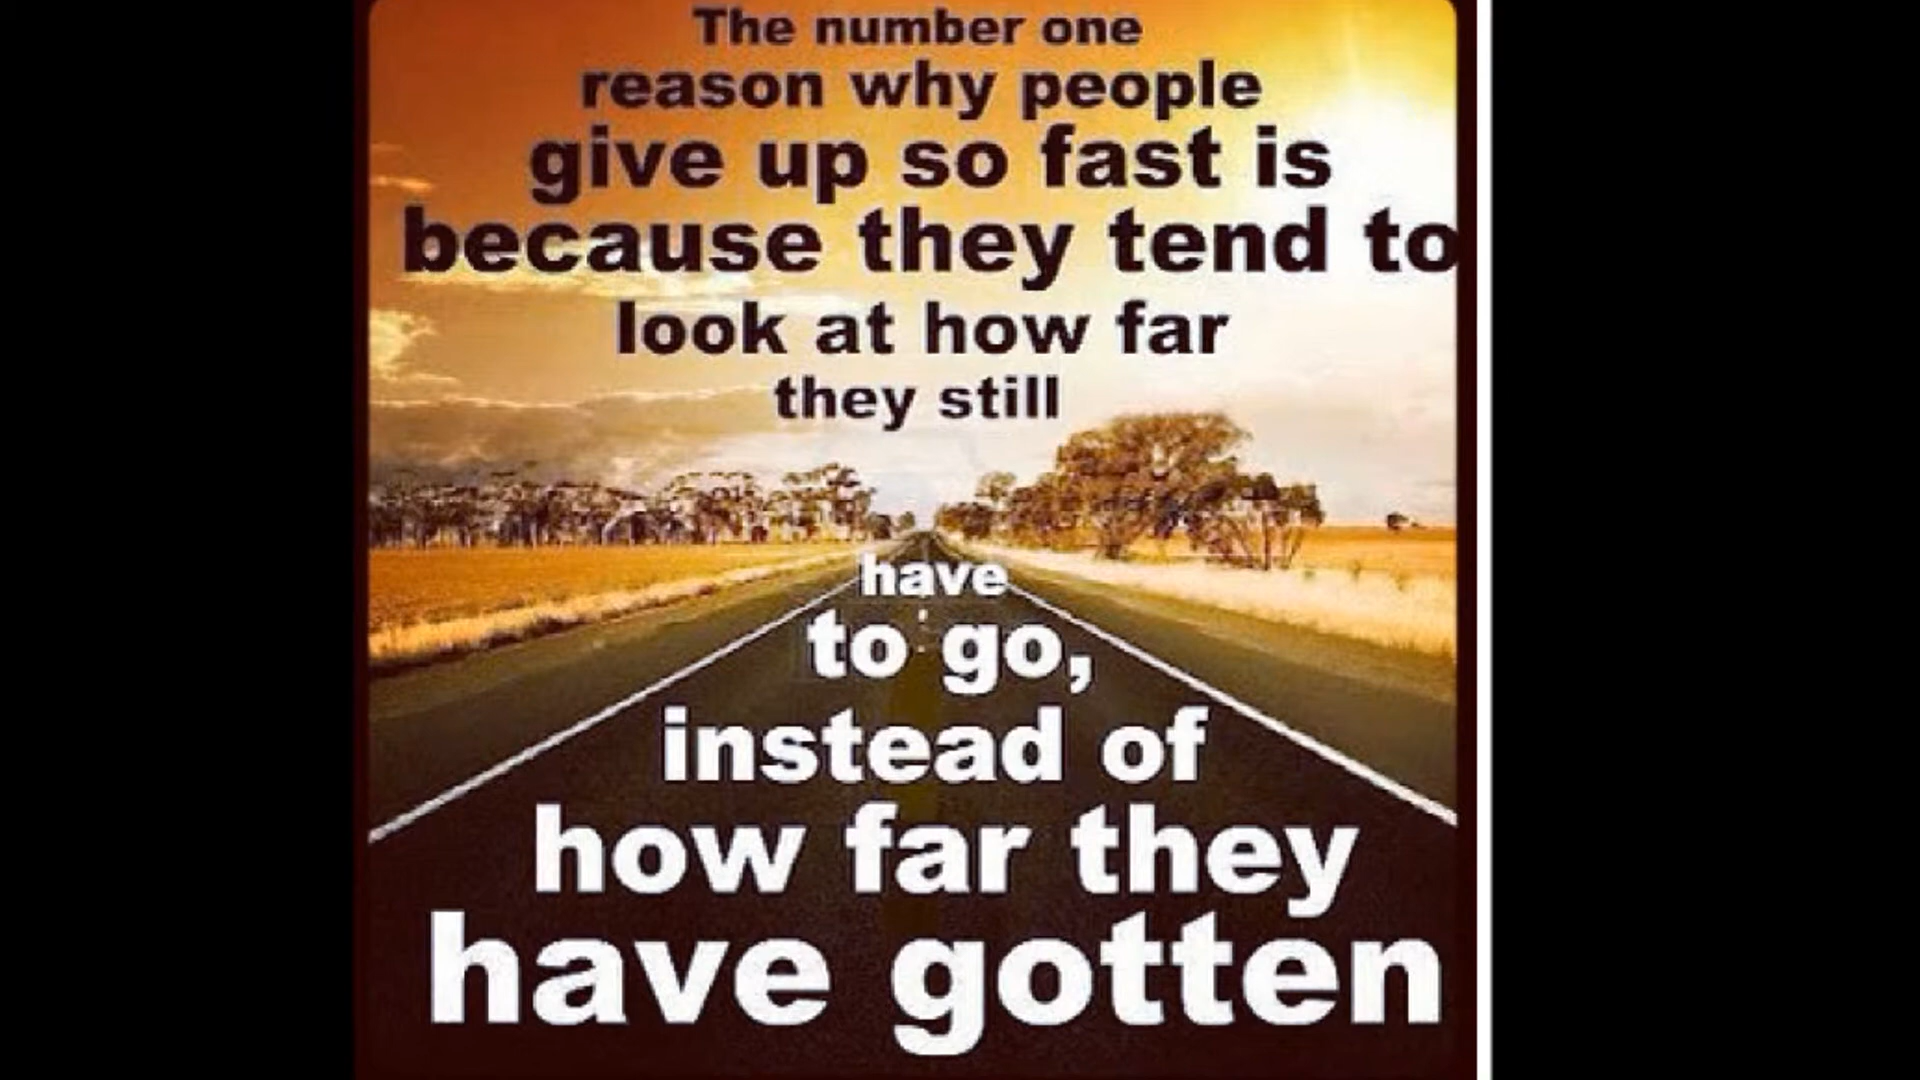 The number one
reason why people
give up so fast is
because they tend to
look at how far
they still
have
to go,
instead of
how far they
have gotten